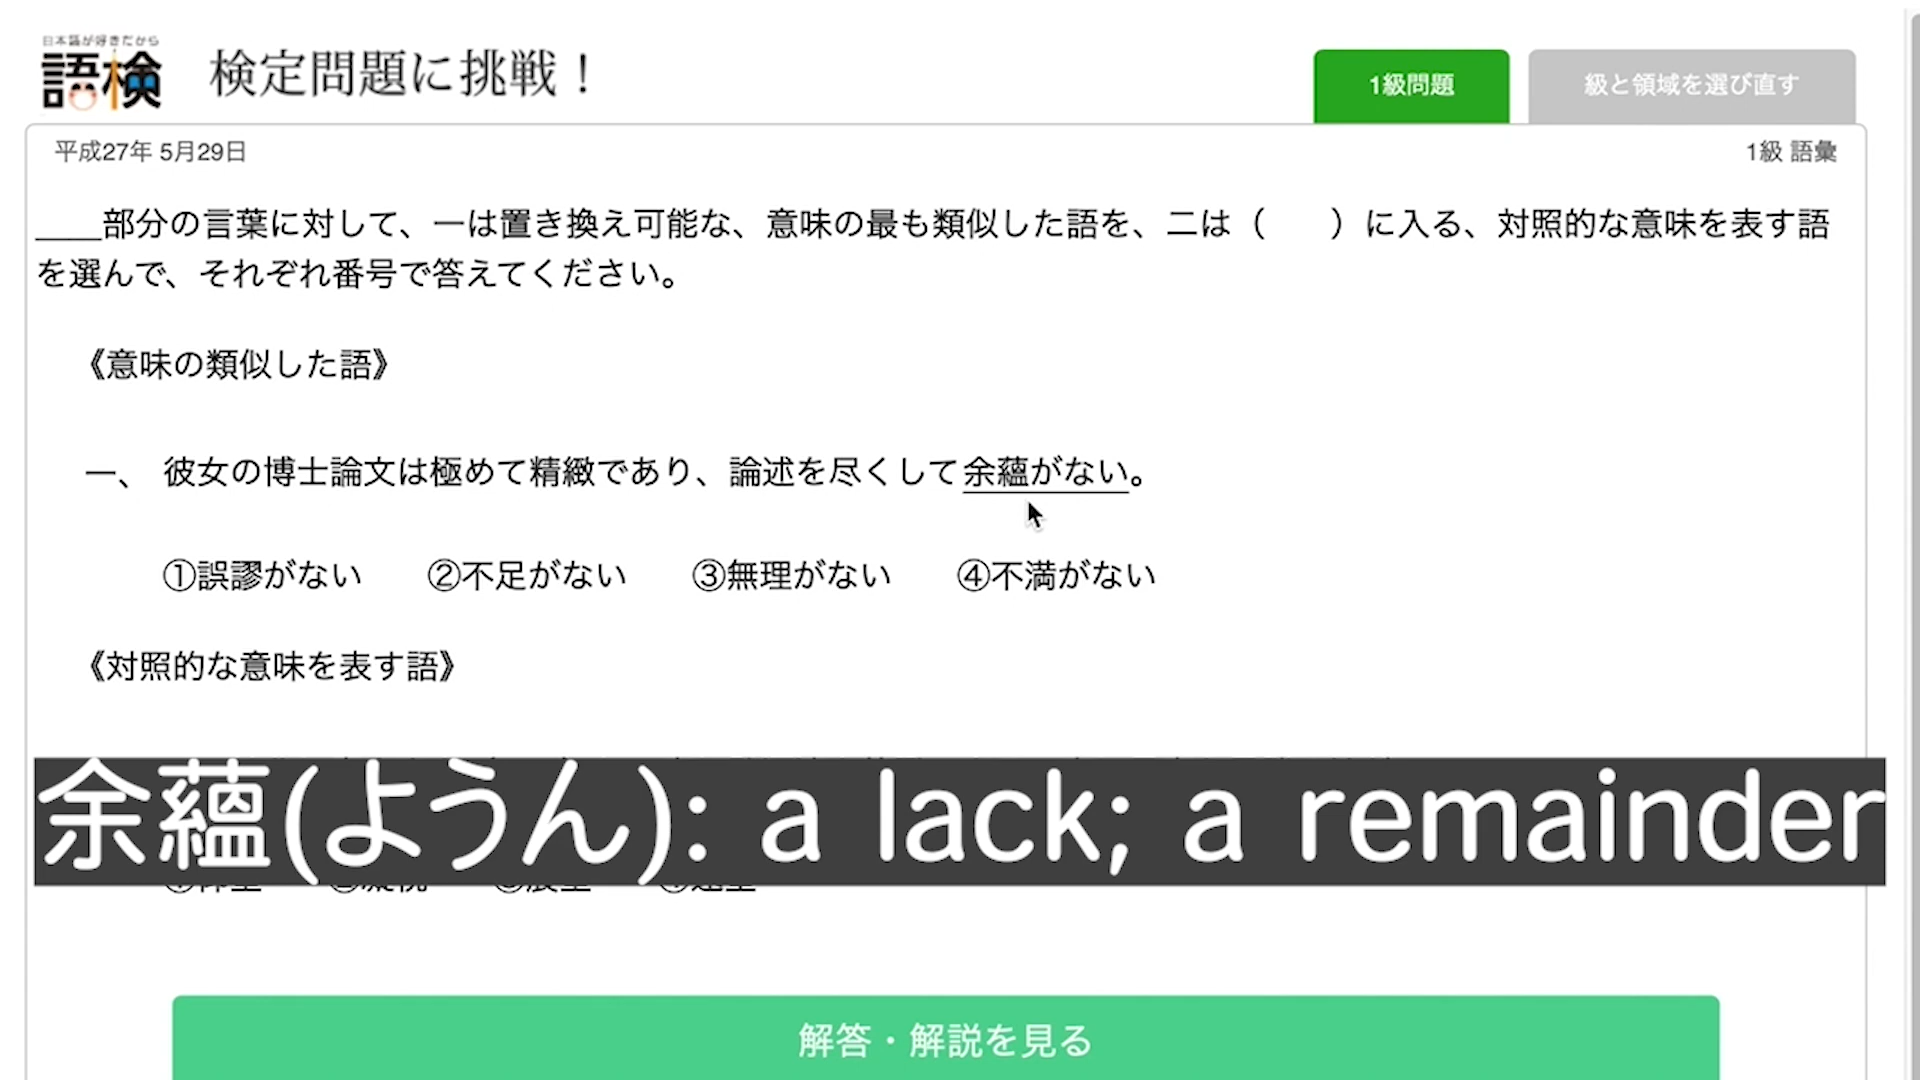 日本語が好きだから
語検
検定問題に挑戦！
1級問題
級と領域を選び直す
平成27年 5月29日
1級 語彙
＿＿部分の言葉に対して、一は置き換え可能な、意味の最も類似した語を、二は（　　）に入る、対照的な意味を表す語
を選んで、それぞれ番号で答えてください。
《意味の類似した語》
一、 彼女の博士論文は極めて精緻であり、論述を尽くして余蘊がない。
①誤謬がない　　②不足がない　　③無理がない　　④不満がない
《対照的な意味を表す語》
余蘊(ようん): a lack; a remainder
解答・解説を見る